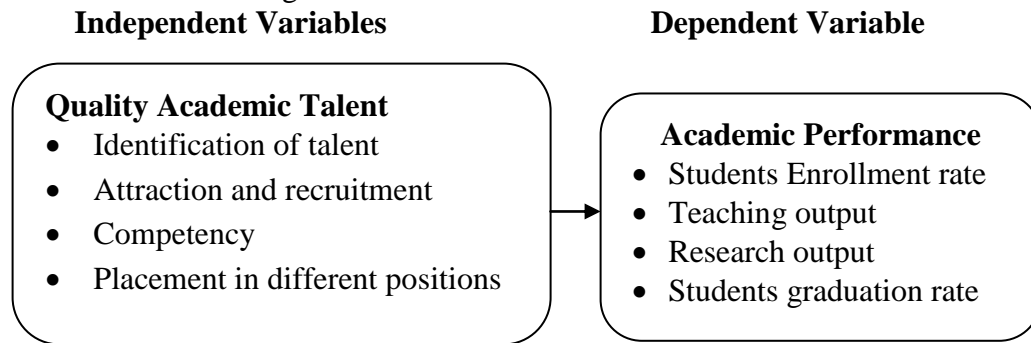 Independent Variables
Dependent Variable
Quality Academic Talent
• Identification of talent
• Attraction and recruitment
• Competency
• Placement in different positions
Academic Performance
• Students Enrollment rate
• Teaching output
• Research output
• Students graduation rate